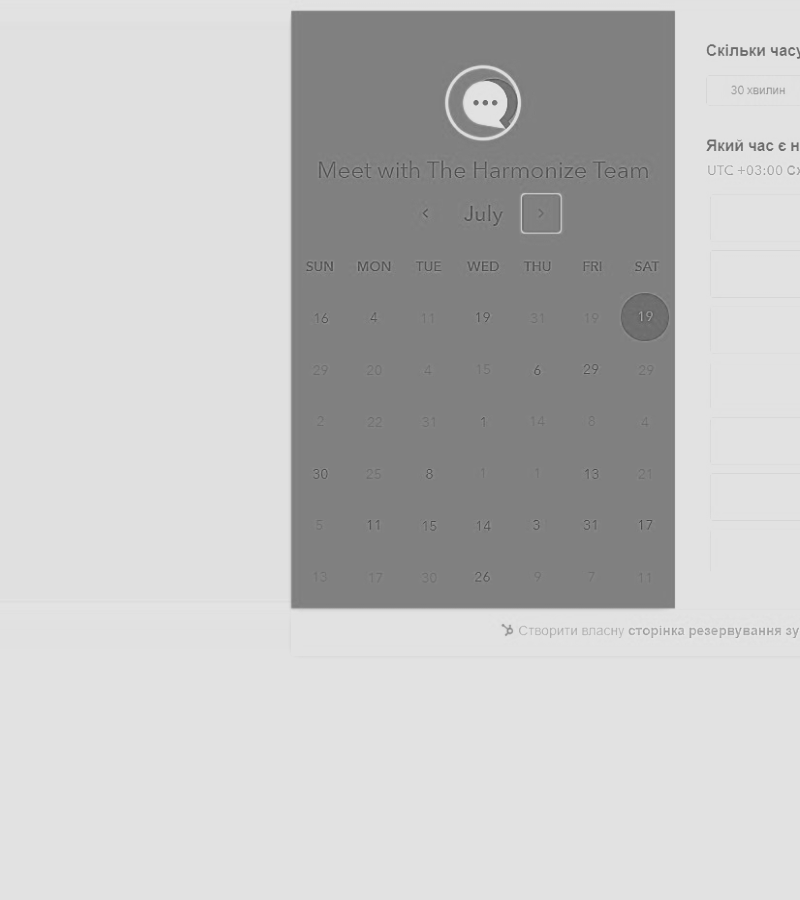 Meet with The Harmonize Team
July
SUN MON TUE WED THU FRI SAT
16 4 11 19 31 19 19
29 20 4 15 6 29 29
2 22 31 1 14 8 4
30 25 8 1 1 13 21
5 11 15 14 3 31 17
13 17 30 26 9 7 11
Скільки часу
30 хвилин
Який час є н
UTC +03:00 Сх
Створити власну сторінка резервування зу